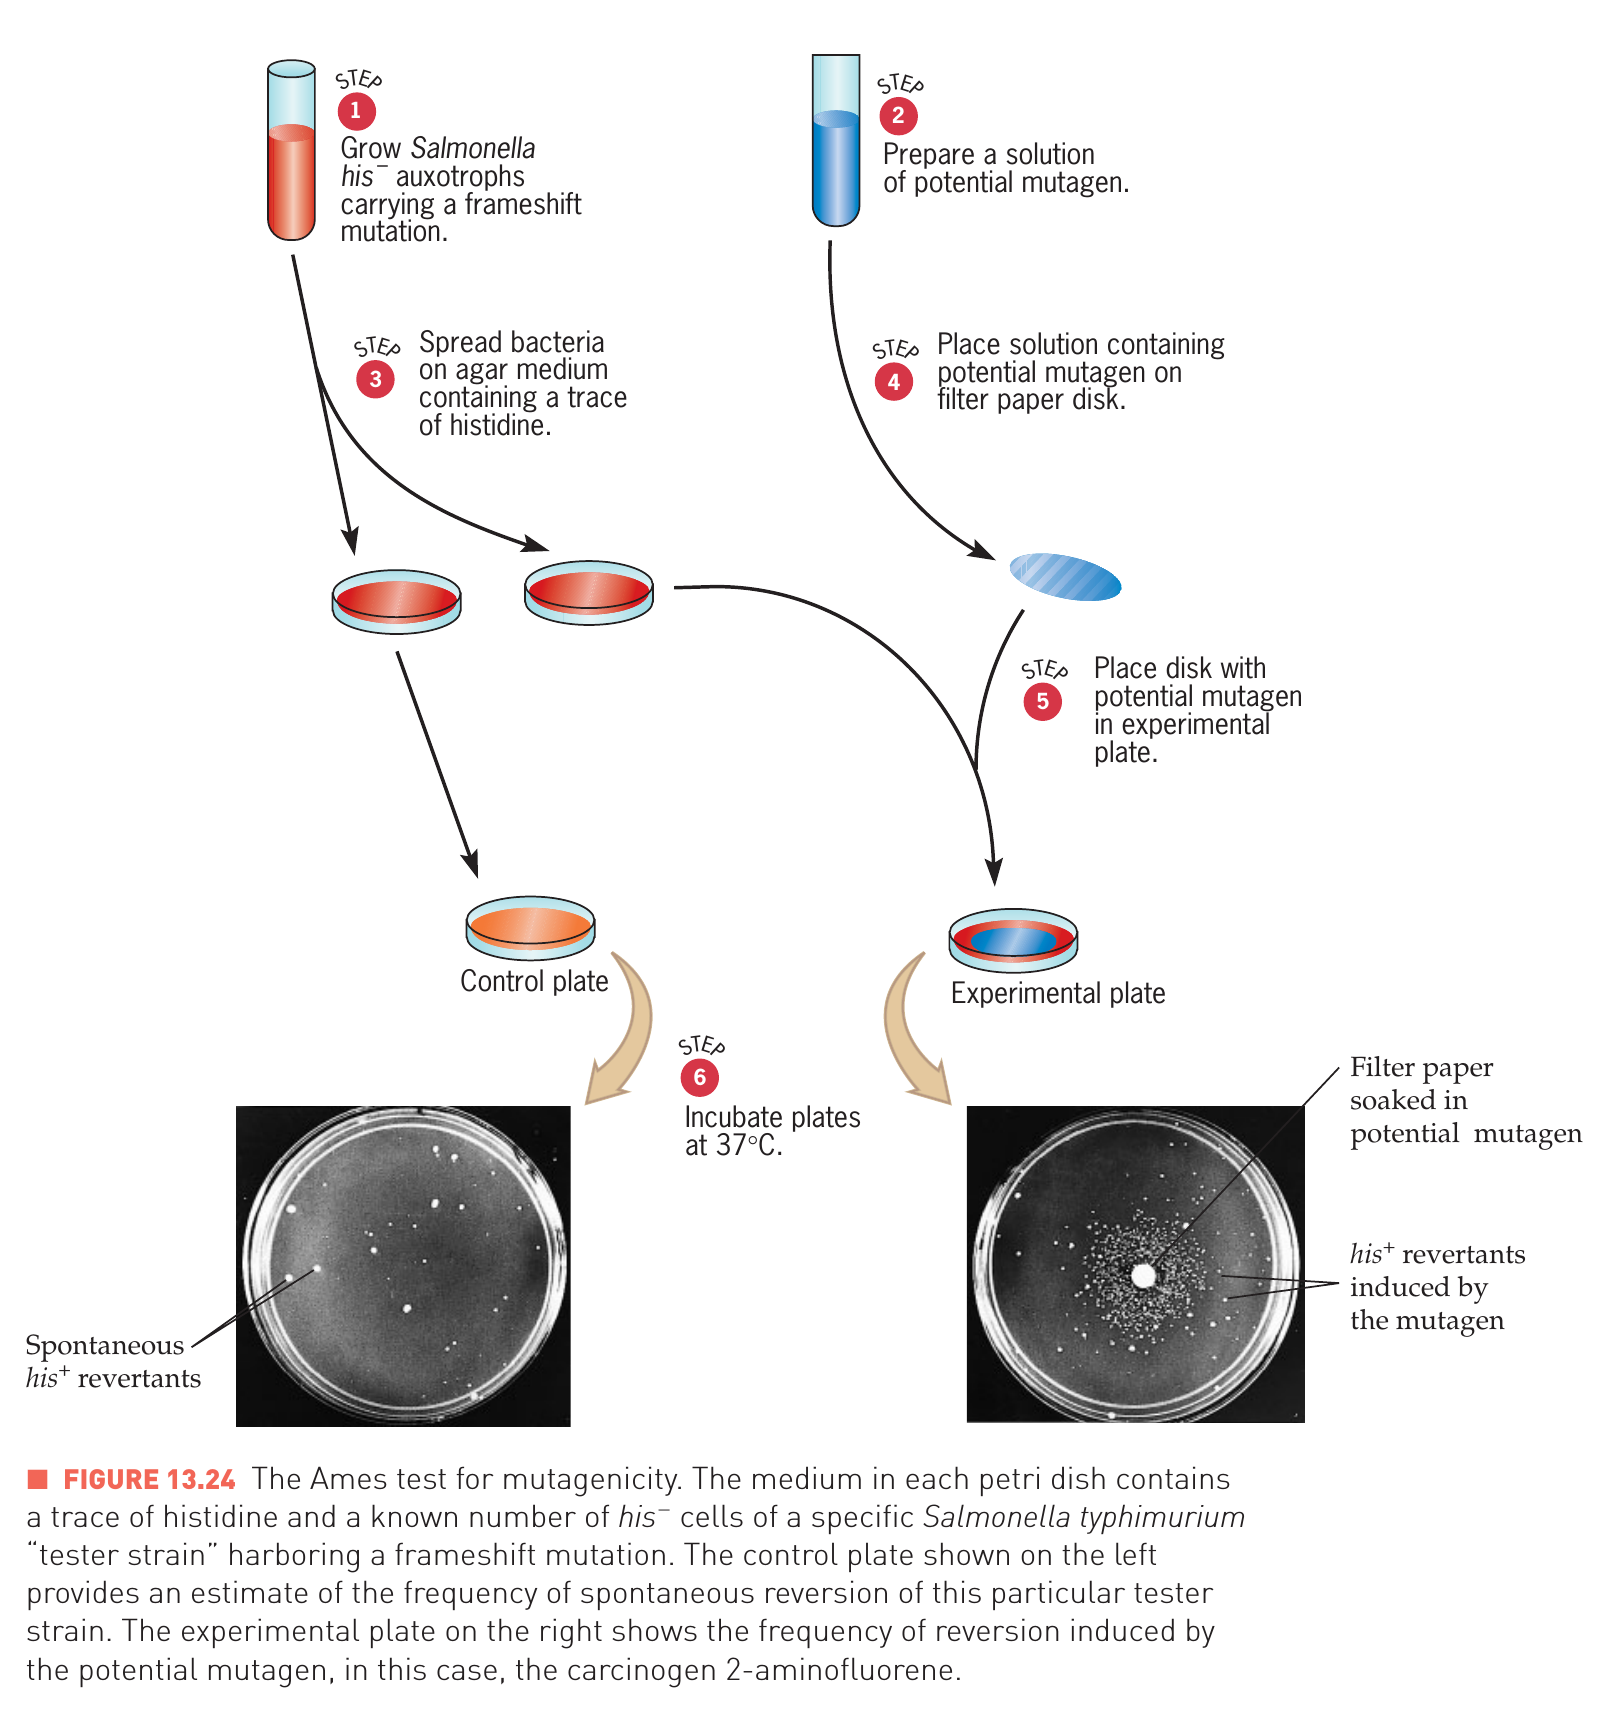 STEP
1
Grow Salmonella
his⁻ auxotrophs
carrying a frameshift
mutation.
STEP
2
Prepare a solution
of potential mutagen.
STEP
3
Spread bacteria
on agar medium
containing a trace
of histidine.
STEP
4
Place solution containing
potential mutagen on
filter paper disk.
STEP
5
Place disk with
potential mutagen
in experimental
plate.
Control plate
Experimental plate
STEP
6
Incubate plates
at 37°C.
Filter paper
soaked in
potential mutagen
his⁺ revertants
induced by
the mutagen
Spontaneous
his⁺ revertants
■ FIGURE 13.24 The Ames test for mutagenicity. The medium in each petri dish contains
a trace of histidine and a known number of his⁻ cells of a specific Salmonella typhimurium
“tester strain” harboring a frameshift mutation. The control plate shown on the left
provides an estimate of the frequency of spontaneous reversion of this particular tester
strain. The experimental plate on the right shows the frequency of reversion induced by
the potential mutagen, in this case, the carcinogen 2-aminofluorene.